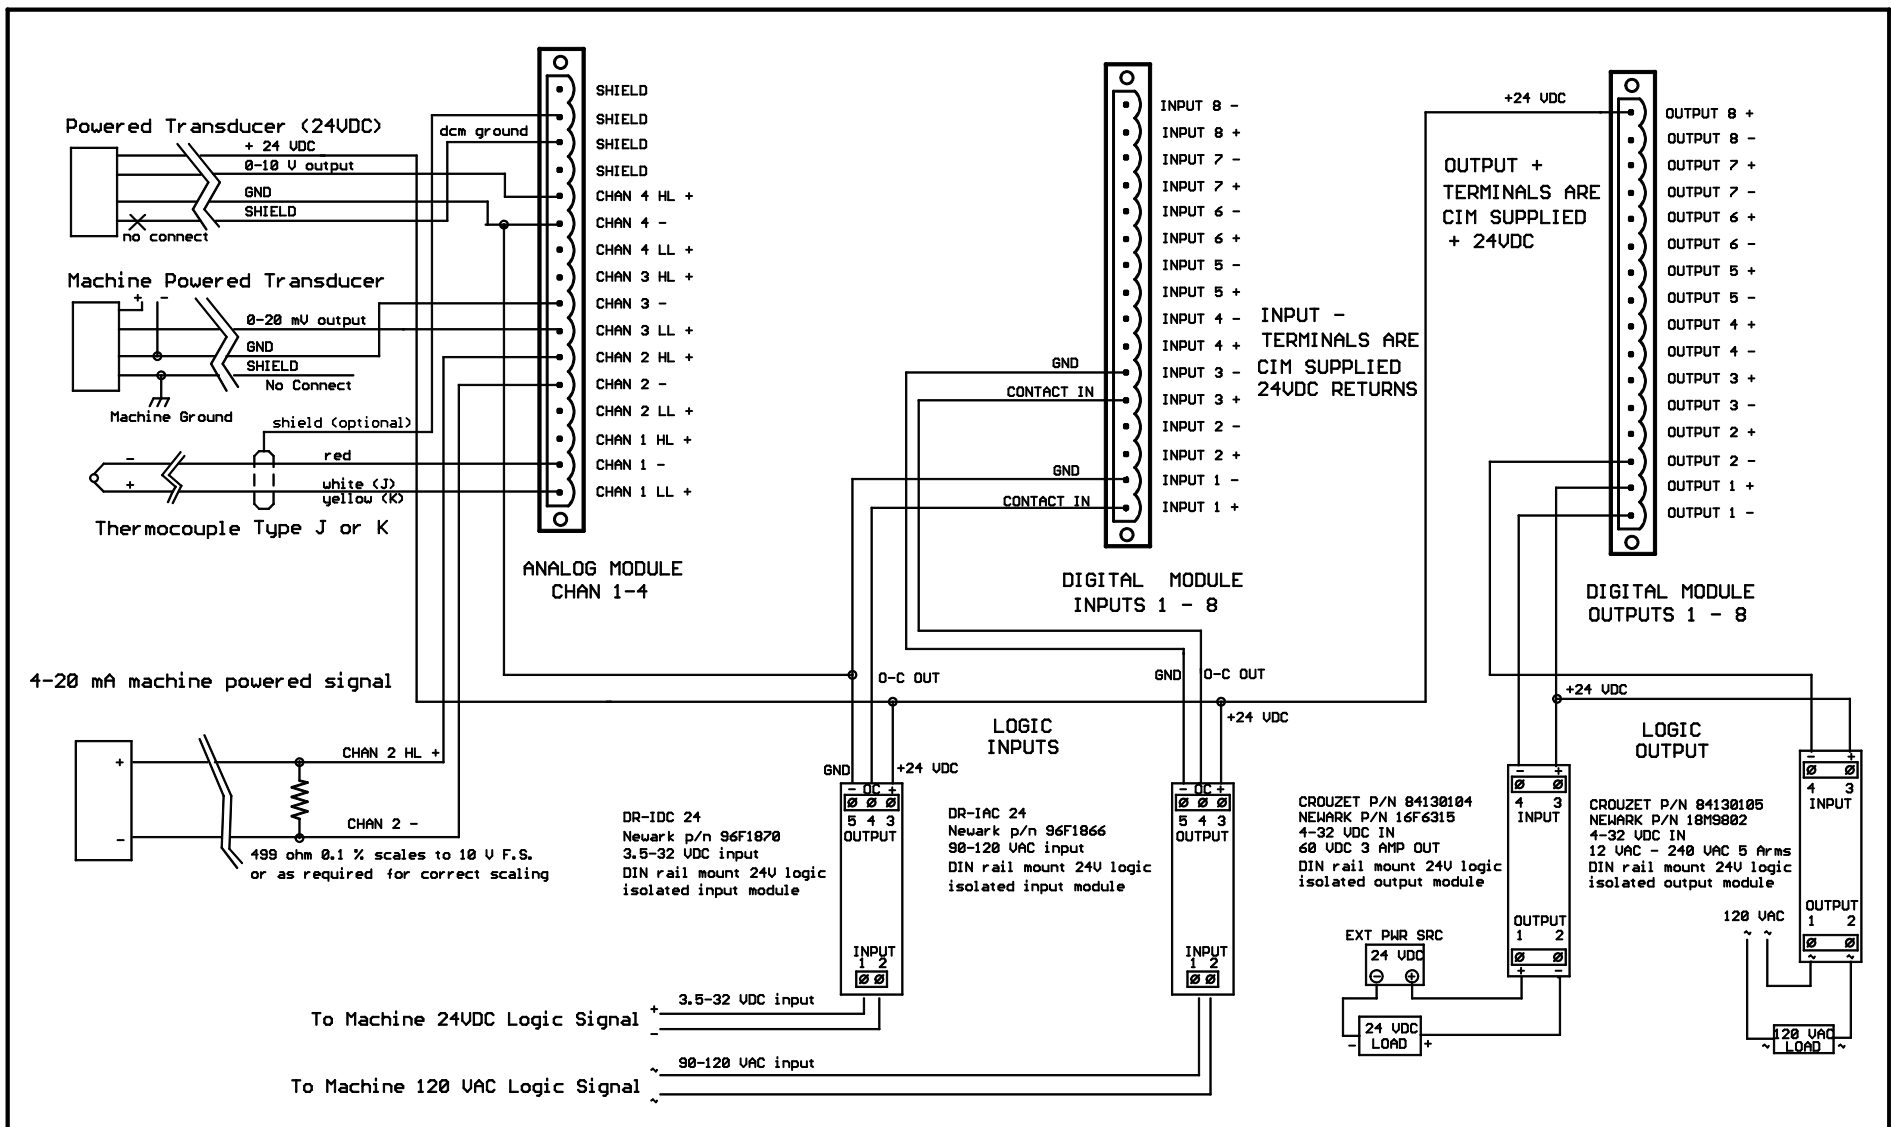 Powered Transducer (24VDC)
+ 24 VDC
0-10 V output
GND
SHIELD
no connect
dcm ground
Machine Powered Transducer
+ -
0-20 mV output
GND
SHIELD
No Connect
Machine Ground
shield (optional)
- red
+ white (J)
yellow (K)
Thermocouple Type J or K
SHIELD
SHIELD
SHIELD
SHIELD
CHAN 4 HL +
CHAN 4 -
CHAN 4 LL +
CHAN 3 HL +
CHAN 3 -
CHAN 3 LL +
CHAN 2 HL +
CHAN 2 -
CHAN 2 LL +
CHAN 1 HL +
CHAN 1 -
CHAN 1 LL +
ANALOG MODULE
CHAN 1-4
INPUT 8 -
INPUT 8 +
INPUT 7 -
INPUT 7 +
INPUT 6 -
INPUT 6 +
INPUT 5 -
INPUT 5 +
INPUT 4 -
INPUT 4 +
INPUT 3 -
INPUT 3 +
INPUT 2 -
INPUT 2 +
INPUT 1 -
INPUT 1 +
GND
CONTACT IN
GND
CONTACT IN
DIGITAL MODULE
INPUTS 1 - 8
INPUT -
TERMINALS ARE
CIM SUPPLIED
24VDC RETURNS
+24 VDC
OUTPUT +
TERMINALS ARE
CIM SUPPLIED
+ 24VDC
OUTPUT 8 +
OUTPUT 8 -
OUTPUT 7 +
OUTPUT 7 -
OUTPUT 6 +
OUTPUT 6 -
OUTPUT 5 +
OUTPUT 5 -
OUTPUT 4 +
OUTPUT 4 -
OUTPUT 3 +
OUTPUT 3 -
OUTPUT 2 +
OUTPUT 2 -
OUTPUT 1 +
OUTPUT 1 -
DIGITAL MODULE
OUTPUTS 1 - 8
4-20 mA machine powered signal
+
CHAN 2 HL +
-
CHAN 2 -
499 ohm 0.1 % scales to 10 V F.S.
or as required for correct scaling
O-C OUT
GND
+24 VDC
- OC +
5 4 3
OUTPUT
DR-IDC 24
Newark p/n 96F1870
3.5-32 VDC input
DIN rail mount 24V logic
isolated input module
INPUT
1 2
LOGIC
INPUTS
GND
O-C OUT
+24 VDC
- OC +
5 4 3
OUTPUT
DR-IAC 24
Newark p/n 96F1866
90-120 VAC input
DIN rail mount 24V logic
isolated input module
INPUT
1 2
To Machine 24VDC Logic Signal
+ 3.5-32 VDC input
-
To Machine 120 VAC Logic Signal
~ 90-120 VAC input
~
+24 VDC
LOGIC
OUTPUT
- +
4 3
INPUT
CROUZET P/N 84130104
NEWARK P/N 16F6315
4-32 VDC IN
60 VDC 3 AMP OUT
DIN rail mount 24V logic
isolated output module
OUTPUT
1 2
+ -
EXT PWR SRC
24 VDC
- +
24 VDC
LOAD
- +
- +
4 3
INPUT
CROUZET P/N 84130105
NEWARK P/N 18M9802
4-32 VDC IN
12 VAC - 240 VAC 5 Arms
DIN rail mount 24V logic
isolated output module
OUTPUT
1 2
~ ~
120 VAC
~ ~
120 VAC
LOAD
~ ~